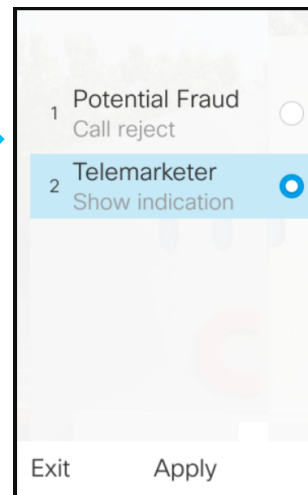 1 Potential Fraud
Call reject
2 Telemarketer
Show indication
Exit Apply